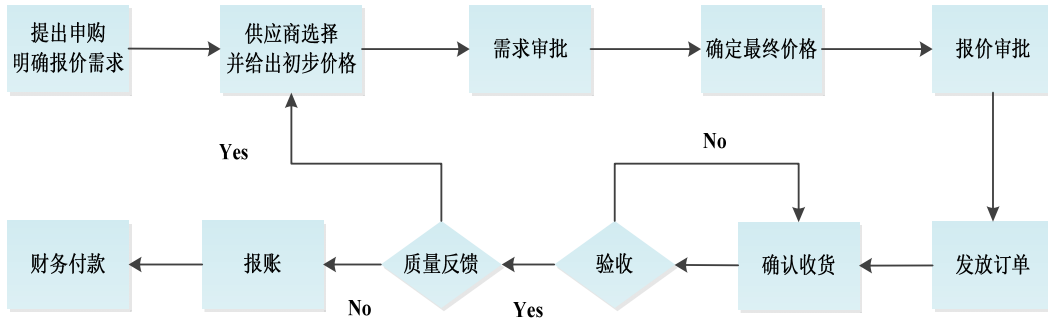 提出申购
明确报价需求
供应商选择
并给出初步价格
需求审批
确定最终价格
报价审批
Yes
No
财务付款
报账
质量反馈
验收
确认收货
发放订单
No
Yes